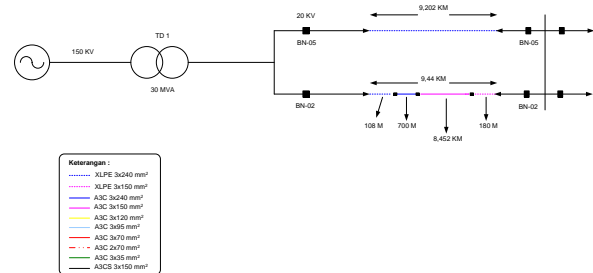 9,202 KM
20 KV
TD 1
BN-05
BN-05
150 KV
9,44 KM
30 MVA
BN-02
BN-02
108 M
700 M
180 M
8,452 KM
Keterangan :
XLPE 3x240 mm²
XLPE 3x150 mm²
A3C 3x240 mm²
A3C 3x150 mm²
A3C 3x120 mm²
A3C 3x95 mm²
A3C 3x70 mm²
A3C 2x70 mm²
A3C 3x35 mm²
A3CS 3x150 mm²